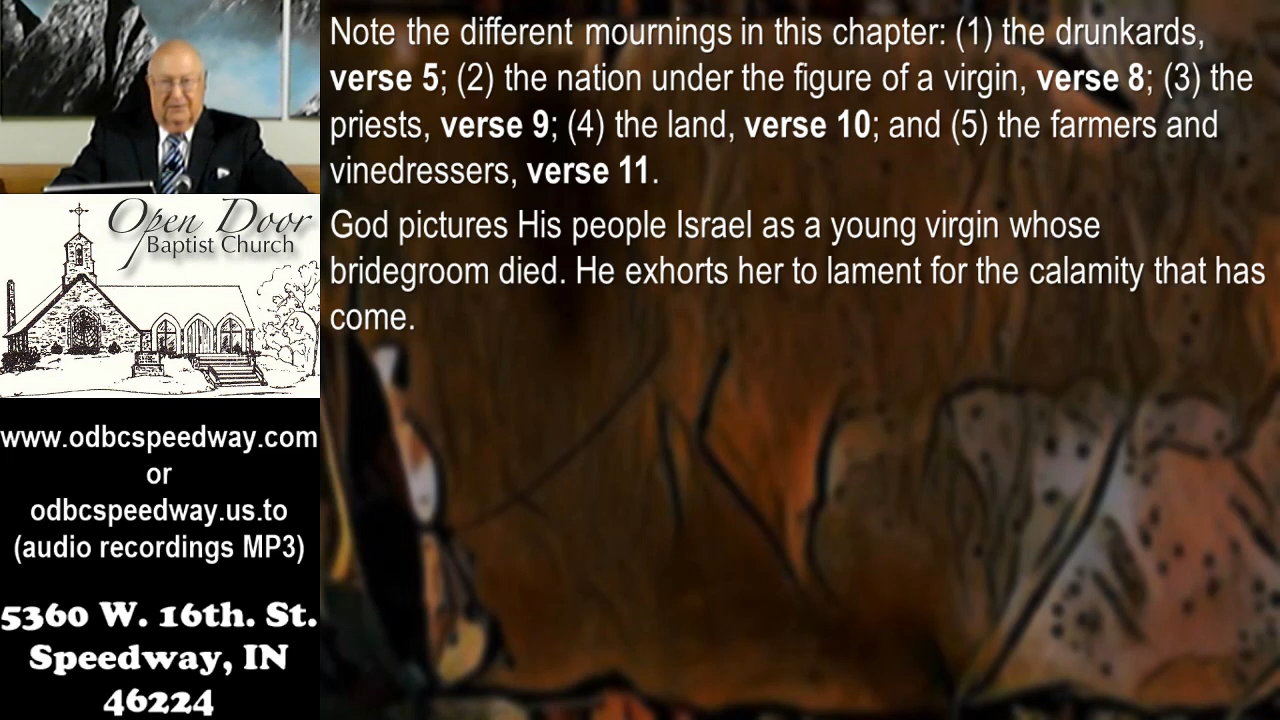 Note the different mournings in this chapter: (1) the drunkards,
verse 5; (2) the nation under the figure of a virgin, verse 8; (3) the
priests, verse 9; (4) the land, verse 10; and (5) the farmers and
vinedressers, verse 11.
God pictures His people Israel as a young virgin whose
bridegroom died. He exhorts her to lament for the calamity that has
come.
Open Door
Baptist Church
www.odbcspeedway.com
or
odbcspeedway.us.to
(audio recordings MP3)
5360 W. 16th. St.
Speedway, IN
46224